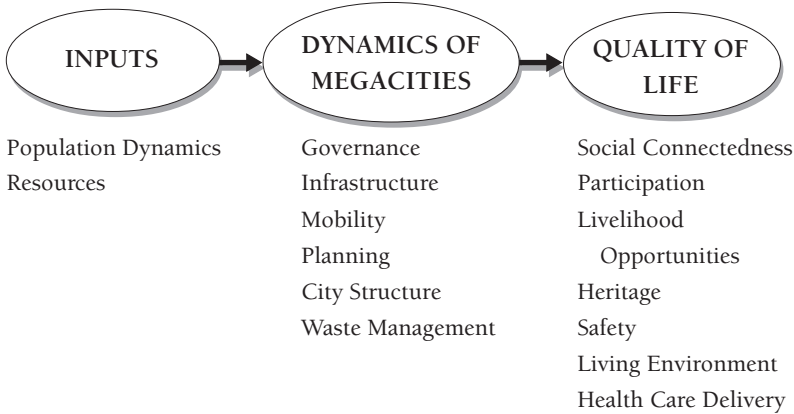 INPUTS
DYNAMICS OF
MEGACITIES
QUALITY OF
LIFE
Population Dynamics
Resources
Governance
Infrastructure
Mobility
Planning
City Structure
Waste Management
Social Connectedness
Participation
Livelihood
Opportunities
Heritage
Safety
Living Environment
Health Care Delivery